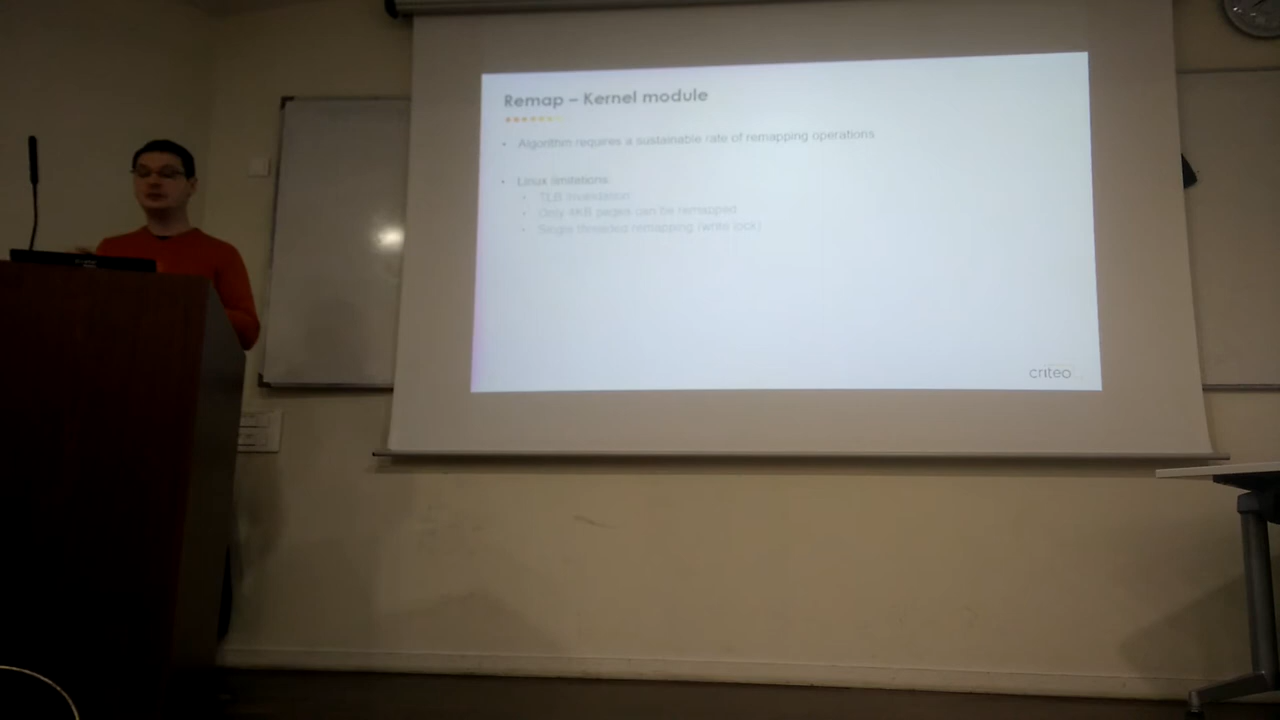 Remap – Kernel module
• Algorithm requires a sustainable rate of remapping operations
• Linux limitations:
• TLB invalidation
• Only 4KB pages can be remapped
• Single threaded remapping (write lock)
criteo